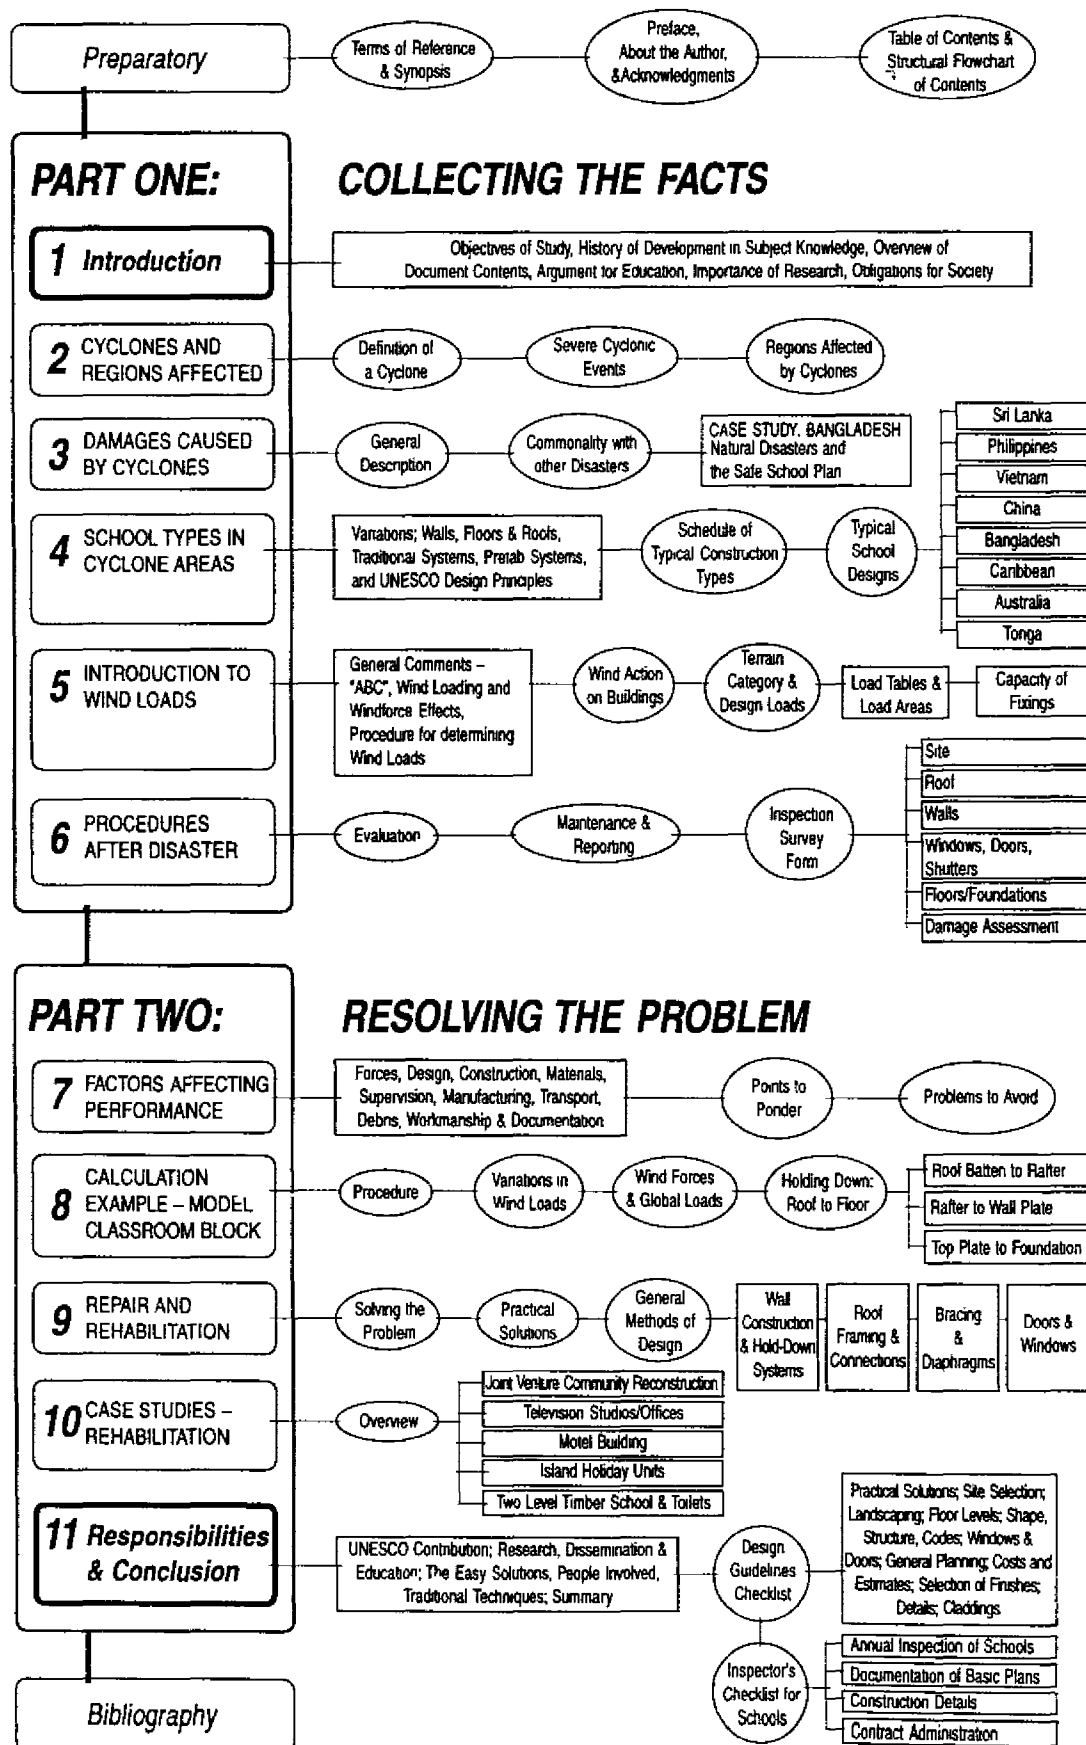 Preparatory
Terms of Reference
& Synopsis
Preface,
About the Author,
&Acknowledgments
Table of Contents &
Structural Flowchart
of Contents
PART ONE:
COLLECTING THE FACTS
1 Introduction
Objectives of Study, History of Development in Subject Knowledge, Overview of
Document Contents, Argument for Education, Importance of Research, Obligations for Society
2 CYCLONES AND
REGIONS AFFECTED
Definition of
a Cyclone
Severe Cyclonic
Events
Regions Affected
by Cyclones
3 DAMAGES CAUSED
BY CYCLONES
General
Description
Commonality with
other Disasters
CASE STUDY, BANGLADESH
Natural Disasters and
the Safe School Plan
4 SCHOOL TYPES IN
CYCLONE AREAS
Variations; Walls, Floors & Roofs,
Traditional Systems, Prefab Systems,
and UNESCO Design Principles
Schedule of
Typical Construction
Types
Typical
School
Designs
Sri Lanka
Philippines
Vietnam
China
Bangladesh
Caribbean
Australia
Tonga
5 INTRODUCTION TO
WIND LOADS
General Comments –
"ABC", Wind Loading and
Windforce Effects,
Procedure for determining
Wind Loads
Wind Action
on Buildings
Terrain
Category &
Design Loads
Load Tables &
Load Areas
Capacity of
Fixings
6 PROCEDURES
AFTER DISASTER
Evaluation
Maintenance &
Reporting
Inspection
Survey
Form
Site
Roof
Walls
Windows, Doors,
Shutters
Floors/Foundations
Damage Assessment
PART TWO:
RESOLVING THE PROBLEM
7 FACTORS AFFECTING
PERFORMANCE
Forces, Design, Construction, Materials,
Supervision, Manufacturing, Transport,
Debris, Workmanship & Documentation
Points to
Ponder
Problems to Avoid
8 CALCULATION
EXAMPLE – MODEL
CLASSROOM BLOCK
Procedure
Variations in
Wind Loads
Wind Forces
& Global Loads
Holding Down:
Roof to Floor
Roof Batten to Rafter
Rafter to Wall Plate
Top Plate to Foundation
9 REPAIR AND
REHABILITATION
Solving the
Problem
Practical
Solutions
General
Methods of
Design
Wall
Construction
& Hold-Down
Systems
Roof
Framing &
Connections
Bracing
&
Diaphragms
Doors &
Windows
10 CASE STUDIES –
REHABILITATION
Overview
Joint Venture Community Reconstruction
Television Studios/Offices
Motel Building
Island Holiday Units
Two Level Timber School & Toilets
11 Responsibilities
& Conclusion
UNESCO Contribution; Research, Dissemination &
Education; The Easy Solutions, People Involved,
Traditional Techniques; Summary
Design
Guidelines
Checklist
Practical Solutions; Site Selection;
Landscaping; Floor Levels; Shape,
Structure, Codes; Windows &
Doors; General Planning; Costs and
Estimates; Selection of Finishes;
Details; Claddings
Inspector's
Checklist for
Schools
Annual Inspection of Schools
Documentation of Basic Plans
Construction Details
Contract Administration
Bibliography